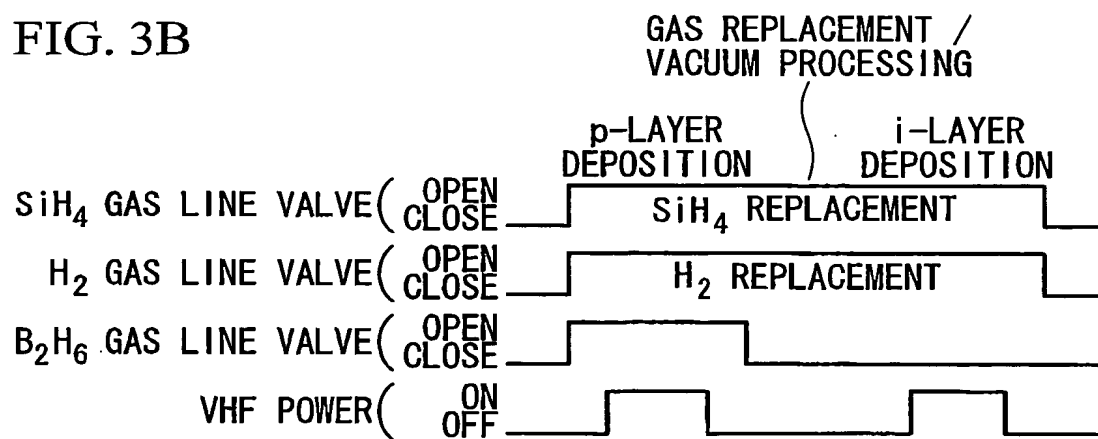 FIG. 3B
GAS REPLACEMENT /
VACUUM PROCESSING
p-LAYER
DEPOSITION
i-LAYER
DEPOSITION
SiH4 GAS LINE VALVE(
OPEN
CLOSE
SiH4 REPLACEMENT
H2 GAS LINE VALVE(
OPEN
CLOSE
H2 REPLACEMENT
B2H6 GAS LINE VALVE(
OPEN
CLOSE
VHF POWER(
ON
OFF